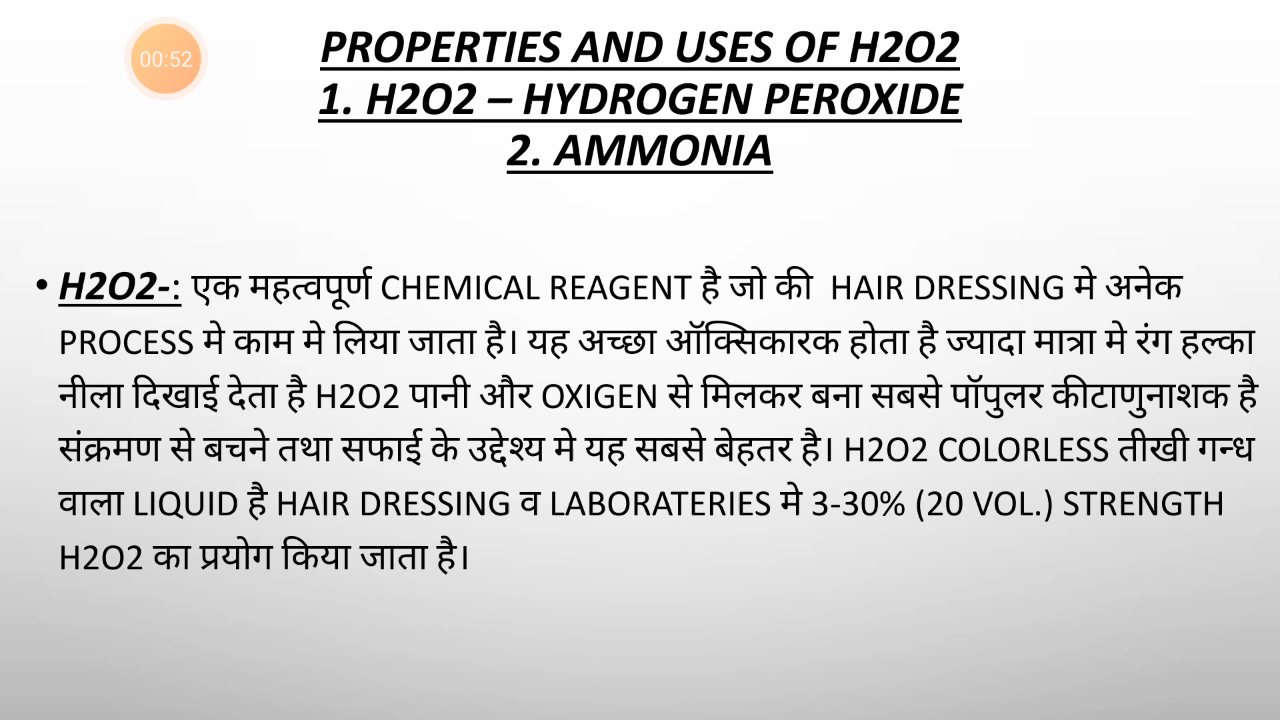 00:52
PROPERTIES AND USES OF H2O2
1. H2O2 – HYDROGEN PEROXIDE
2. AMMONIA
• H2O2-: एक महत्वपूर्ण CHEMICAL REAGENT है जो की HAIR DRESSING मे अनेक
PROCESS मे काम मे लिया जाता है। यह अच्छा ऑक्सिकारक होता है ज्यादा मात्रा मे रंग हल्का
नीला दिखाई देता है H2O2 पानी और OXIGEN से मिलकर बना सबसे पॉपुलर कीटाणुनाशक है
संक्रमण से बचने तथा सफाई के उद्देश्य मे यह सबसे बेहतर है। H2O2 COLORLESS तीखी गन्ध
वाला LIQUID है HAIR DRESSING व LABORATERIES मे 3-30% (20 VOL.) STRENGTH
H2O2 का प्रयोग किया जाता है।